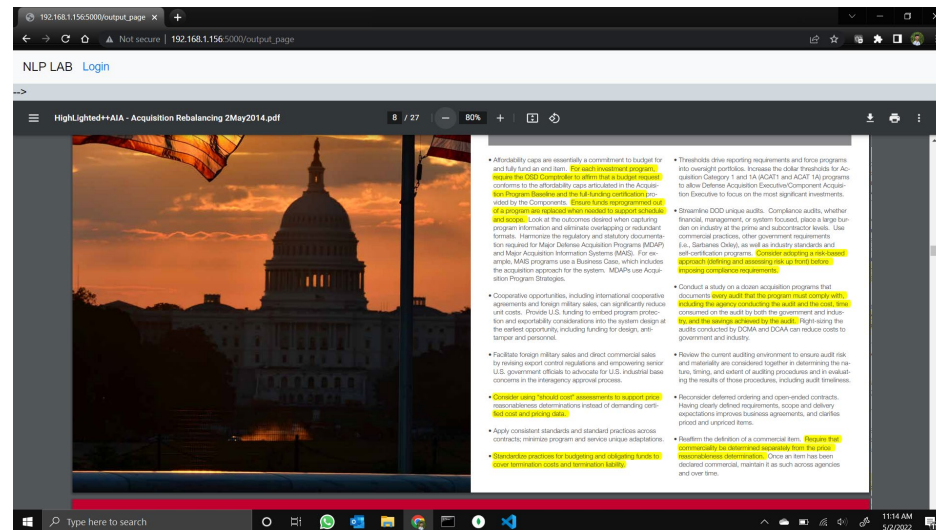 192.168.1.156:5000/output_page
Not secure | 192.168.1.156:5000/output_page
NLP LAB Login
-->
HighLighted++AIA - Acquisition Rebalancing 2May2014.pdf
8 / 27
80%
• Affordability caps are essentially a commitment to budget for
and fully fund an end item. For each investment program,
require the OSD Comptroller to affirm that a budget request
conforms to the affordability caps articulated in the Acquisi-
tion Program Baseline and the full-funding certification pro-
vided by the Components. Ensure funds reprogrammed out
of a program are replaced when needed to support schedule
and scope. Look at the outcomes desired when capturing
program information and eliminate overlapping or redundant
formats. Harmonize the regulatory and statutory documenta-
tion required for Major Defense Acquisition Programs (MDAP)
and Major Acquisition Information Systems (MAIS). For ex-
ample, MAIS programs use a Business Case, which includes
the acquisition approach for the system. MDAPs use Acqui-
sition Program Strategies.
• Cooperative opportunities, including international cooperative
agreements and foreign military sales, can significantly reduce
unit costs. Provide U.S. funding to embed program protec-
tion and exportability considerations into the system design at
the earliest opportunity, including funding for design, anti-
tamper and personnel.
• Facilitate foreign military sales and direct commercial sales
by revising export control regulations and empowering senior
U.S. government officials to advocate for U.S. industrial base
concerns in the interagency approval process.
• Consider using "should cost" assessments to support price
reasonableness determinations instead of demanding certi-
fied cost and pricing data.
• Apply consistent standards and standard practices across
contracts; minimize program and service unique adaptations.
• Standardize practices for budgeting and obligating funds to
cover termination costs and termination liability.
• Thresholds drive reporting requirements and force programs
into oversight portfolios. Increase the dollar thresholds for Ac-
quisition Category 1 and 1A (ACAT1 and ACAT 1A) programs
to allow Defense Acquisition Executive/Component Acquisi-
tion Executive to focus on the most significant investments.
• Streamline DOD unique audits. Compliance audits, whether
financial, management, or system focused, place a large bur-
den on industry at the prime and subcontractor levels. Use
commercial practices, other government requirements
(i.e., Sarbanes Oxley), as well as industry standards and
self-certification programs. Consider adopting a risk-based
approach (defining and assessing risk up front) before
imposing compliance requirements.
• Conduct a study on a dozen acquisition programs that
documents every audit that the program must comply with,
including the agency conducting the audit and the cost, time
consumed on the audit by both the government and indus-
try, and the savings achieved by the audit. Right-sizing the
audits conducted by DCMA and DCAA can reduce costs to
government and industry.
• Review the current auditing environment to ensure audit risk
and materiality are considered together in determining the na-
ture, timing, and extent of auditing procedures and in evaluat-
ing the results of those procedures, including audit timeliness.
• Reconsider deferred ordering and open-ended contracts.
Having clearly defined requirements, scope and delivery
expectations improves business agreements, and clarifies
priced and unpriced items.
• Reaffirm the definition of a commercial item. Require that
commerciality be determined separately from the price
reasonableness determination. Once an item has been
declared commercial, maintain it as such across agencies
and over time.
Type here to search
11:14 AM
5/2/2022